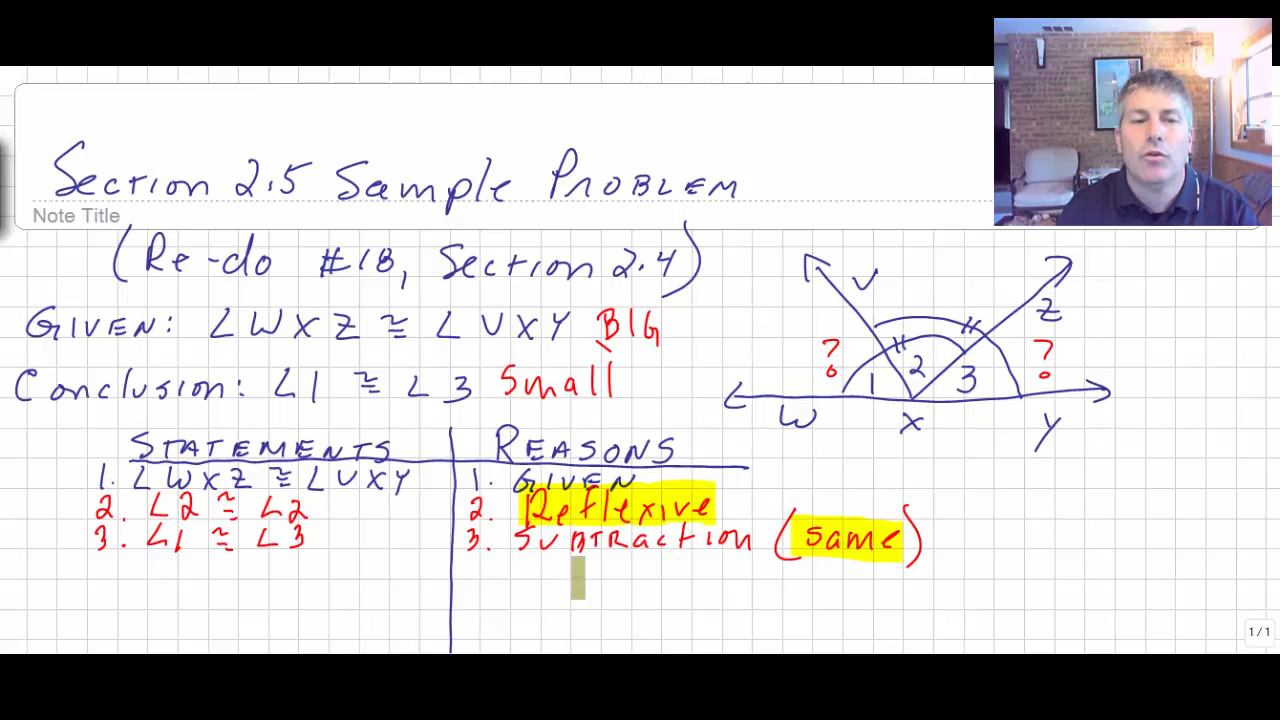 Section 2.5 Sample Problem
Note Title
(Re-do #18, Section 2.4)
Given: ∠WXZ ≅ ∠VXY BIG
Conclusion: ∠1 ≅ ∠3 Small
V
Z
? ?
1 2 3
W X Y
Statements Reasons
1. ∠WXZ ≅ ∠VXY 1. Given
2. ∠2 ≅ ∠2 2. Reflexive
3. ∠1 ≅ ∠3 3. Subtraction (same)
1/1